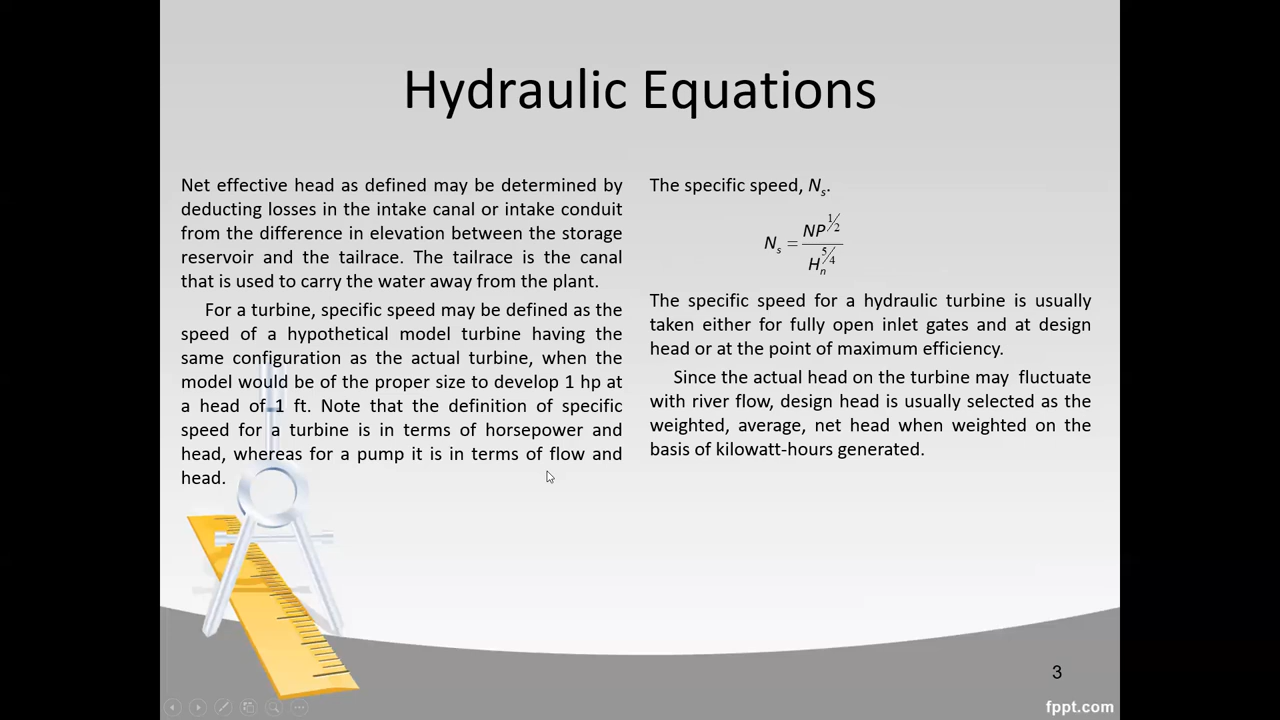 Hydraulic Equations
Net effective head as defined may be determined by
deducting losses in the intake canal or intake conduit
from the difference in elevation between the storage
reservoir and the tailrace. The tailrace is the canal
that is used to carry the water away from the plant.
For a turbine, specific speed may be defined as the
speed of a hypothetical model turbine having the
same configuration as the actual turbine, when the
model would be of the proper size to develop 1 hp at
a head of 1 ft. Note that the definition of specific
speed for a turbine is in terms of horsepower and
head, whereas for a pump it is in terms of flow and
head.
The specific speed, Ns.
Ns = NP^1/2 / Hn^5/4
The specific speed for a hydraulic turbine is usually
taken either for fully open inlet gates and at design
head or at the point of maximum efficiency.
Since the actual head on the turbine may fluctuate
with river flow, design head is usually selected as the
weighted, average, net head when weighted on the
basis of kilowatt-hours generated.
3
fppt.com